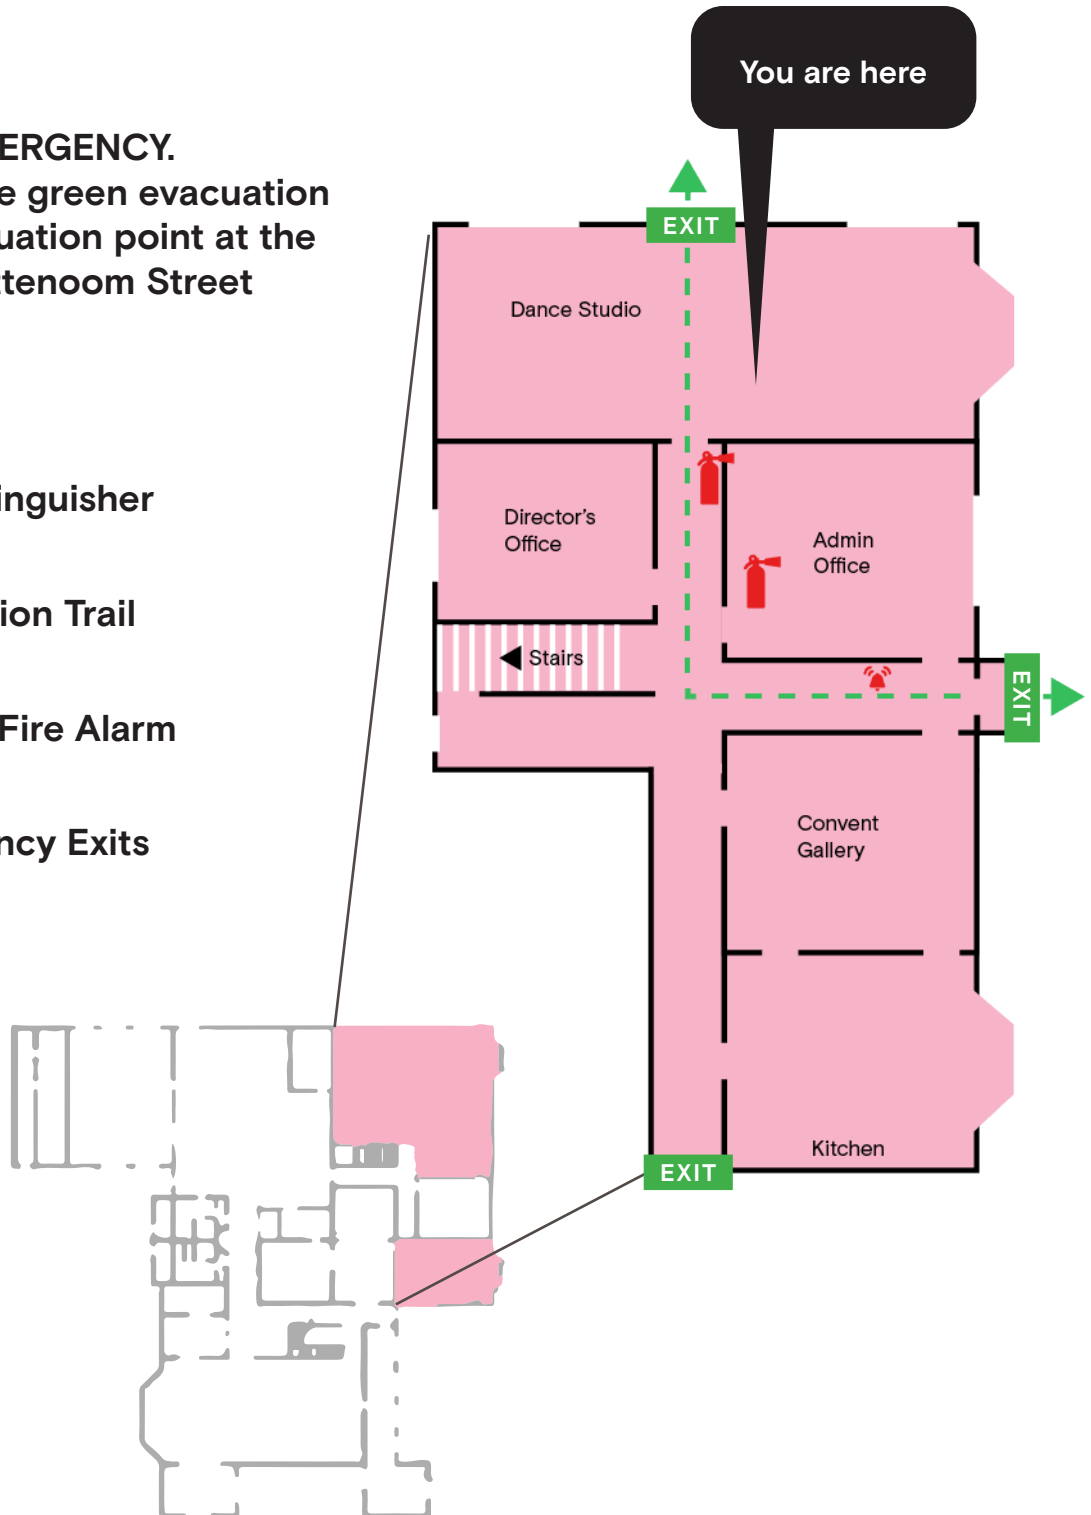 You are here
ERGENCY.
e green evacuation
uation point at the
ttenoom Street
inguisher
ion Trail
Fire Alarm
ncy Exits
EXIT
Dance Studio
Director's
Office
Admin
Office
Stairs
EXIT
Convent
Gallery
Kitchen
EXIT